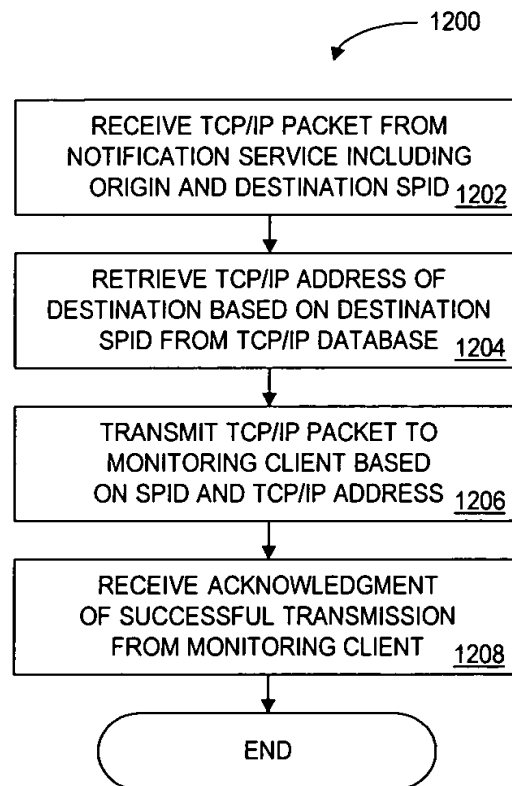 1200
RECEIVE TCP/IP PACKET FROM
NOTIFICATION SERVICE INCLUDING
ORIGIN AND DESTINATION SPID
1202
RETRIEVE TCP/IP ADDRESS OF
DESTINATION BASED ON DESTINATION
SPID FROM TCP/IP DATABASE
1204
TRANSMIT TCP/IP PACKET TO
MONITORING CLIENT BASED
ON SPID AND TCP/IP ADDRESS
1206
RECEIVE ACKNOWLEDGMENT
OF SUCCESSFUL TRANSMISSION
FROM MONITORING CLIENT
1208
END